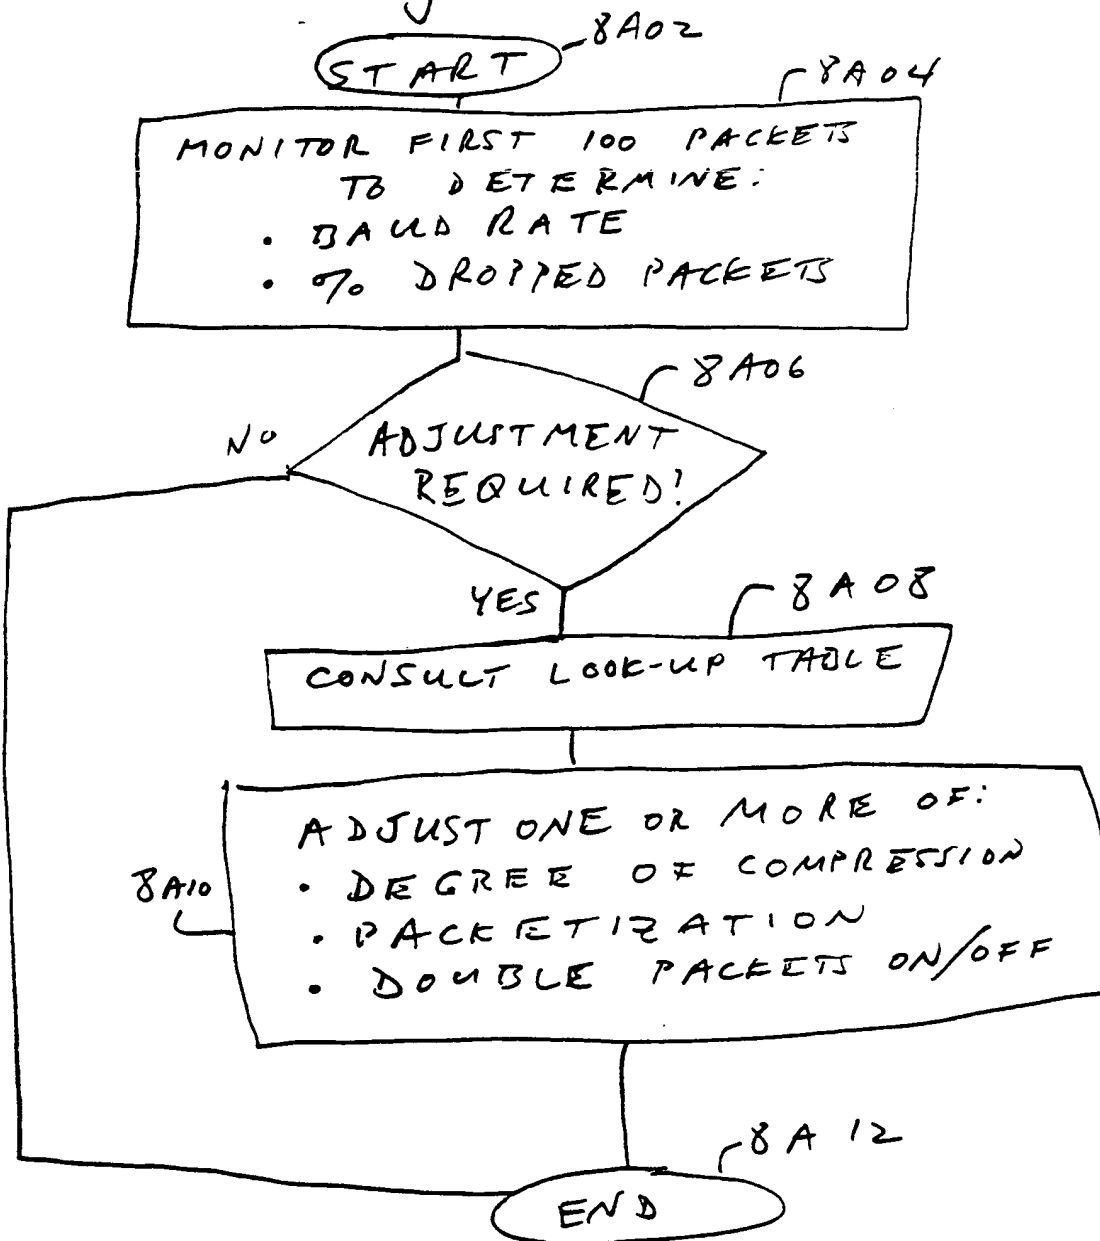 8A02
START
8A04
MONITOR FIRST 100 PACKETS
TO DETERMINE:
• BAUD RATE
• % DROPPED PACKETS
8A06
NO
ADJUSTMENT
REQUIRED?
YES
8A08
CONSULT LOOK-UP TABLE
ADJUST ONE OR MORE OF:
• DEGREE OF COMPRESSION
8A10
• PACKETIZATION
• DOUBLE PACKETS ON/OFF
8A12
END